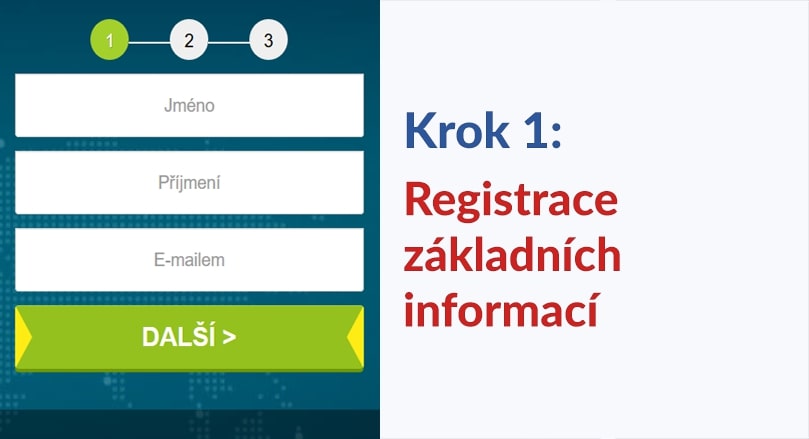 1 2 3
Jméno
Příjmení
E-mailem
DALŠÍ >
Krok 1:
Registrace
základních
informací